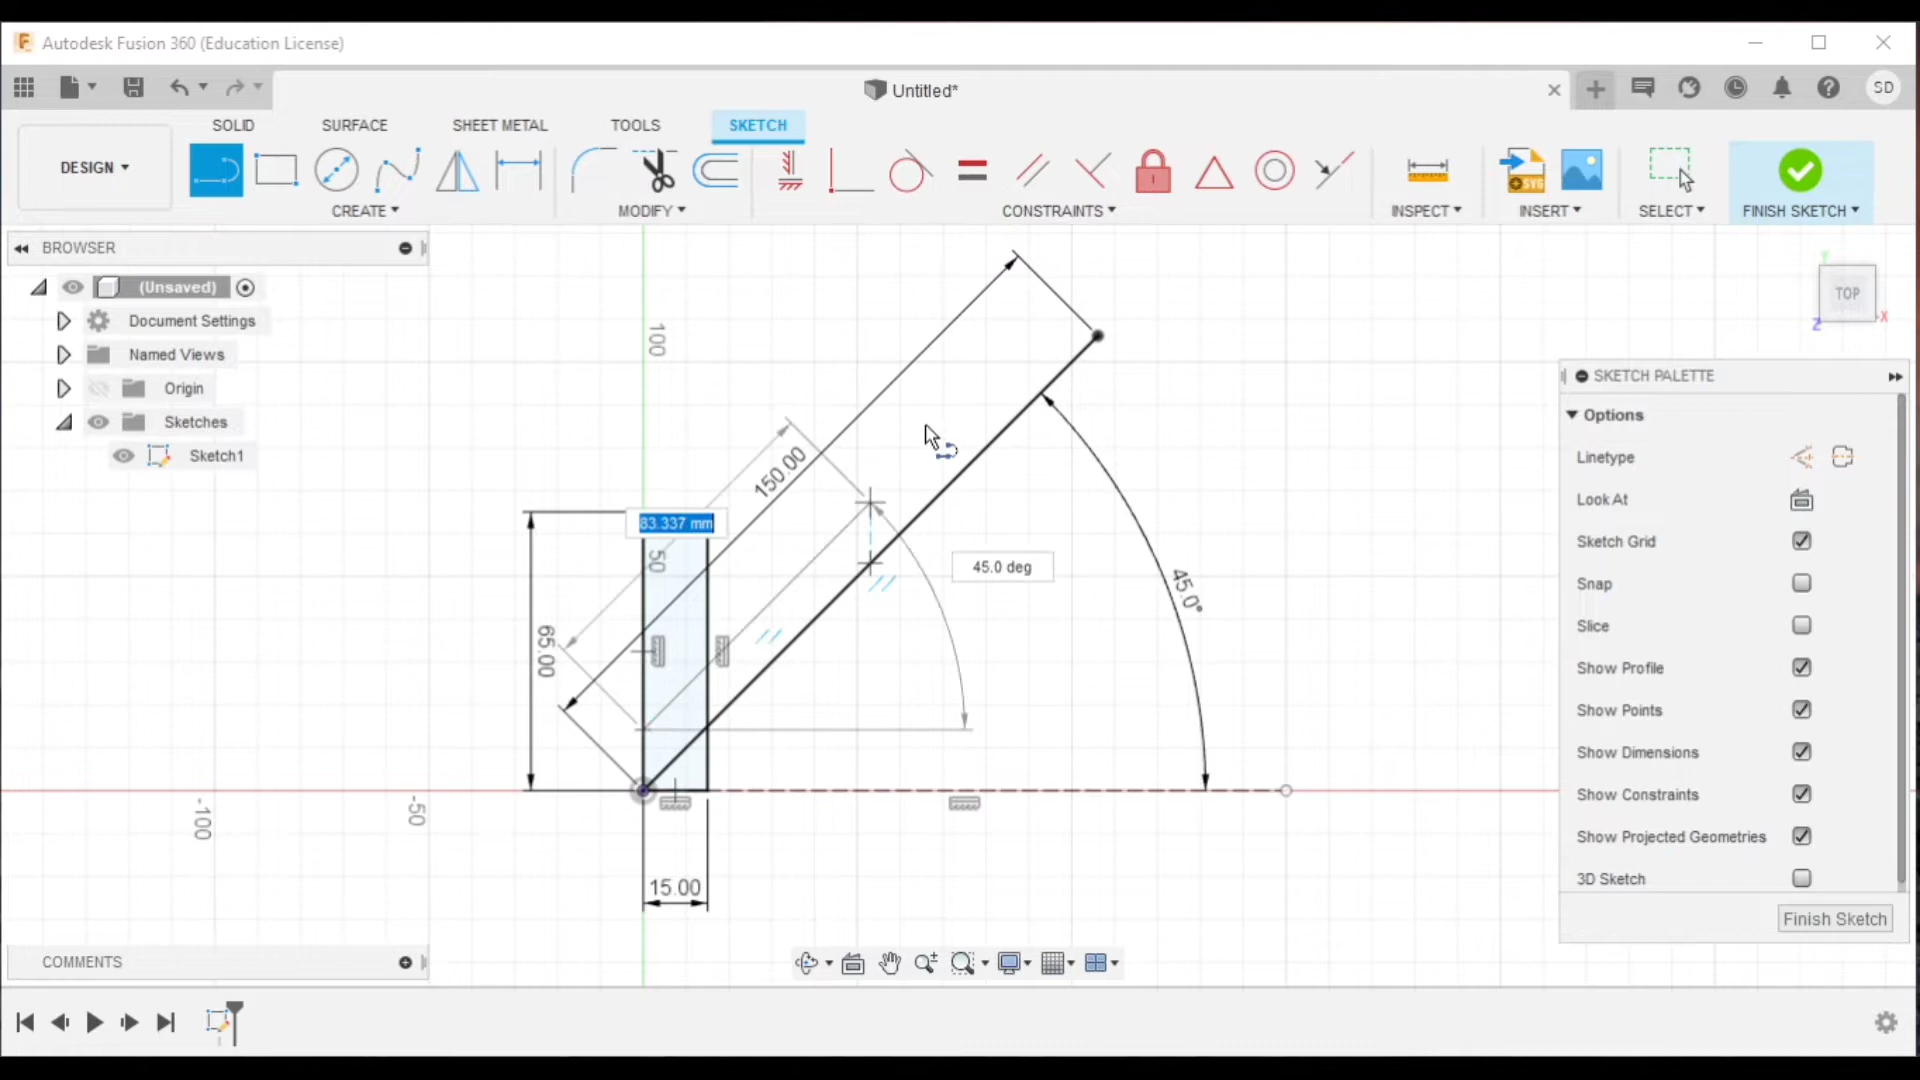 Autodesk Fusion 360 (Education License)
Untitled*
SD
DESIGN
SOLID
SURFACE
SHEET METAL
TOOLS
SKETCH
CREATE
MODIFY
CONSTRAINTS
INSPECT
INSERT
SELECT
FINISH SKETCH
SVG
BROWSER
(Unsaved)
Document Settings
Named Views
Origin
Sketches
Sketch1
100
150.00
83.337 mm
50
45.0 deg
45.0°
65.00
-100
-50
15.00
TOP
X
Y
Z
SKETCH PALETTE
Options
Linetype
Look At
Sketch Grid
Snap
Slice
Show Profile
Show Points
Show Dimensions
Show Constraints
Show Projected Geometries
3D Sketch
Finish Sketch
COMMENTS